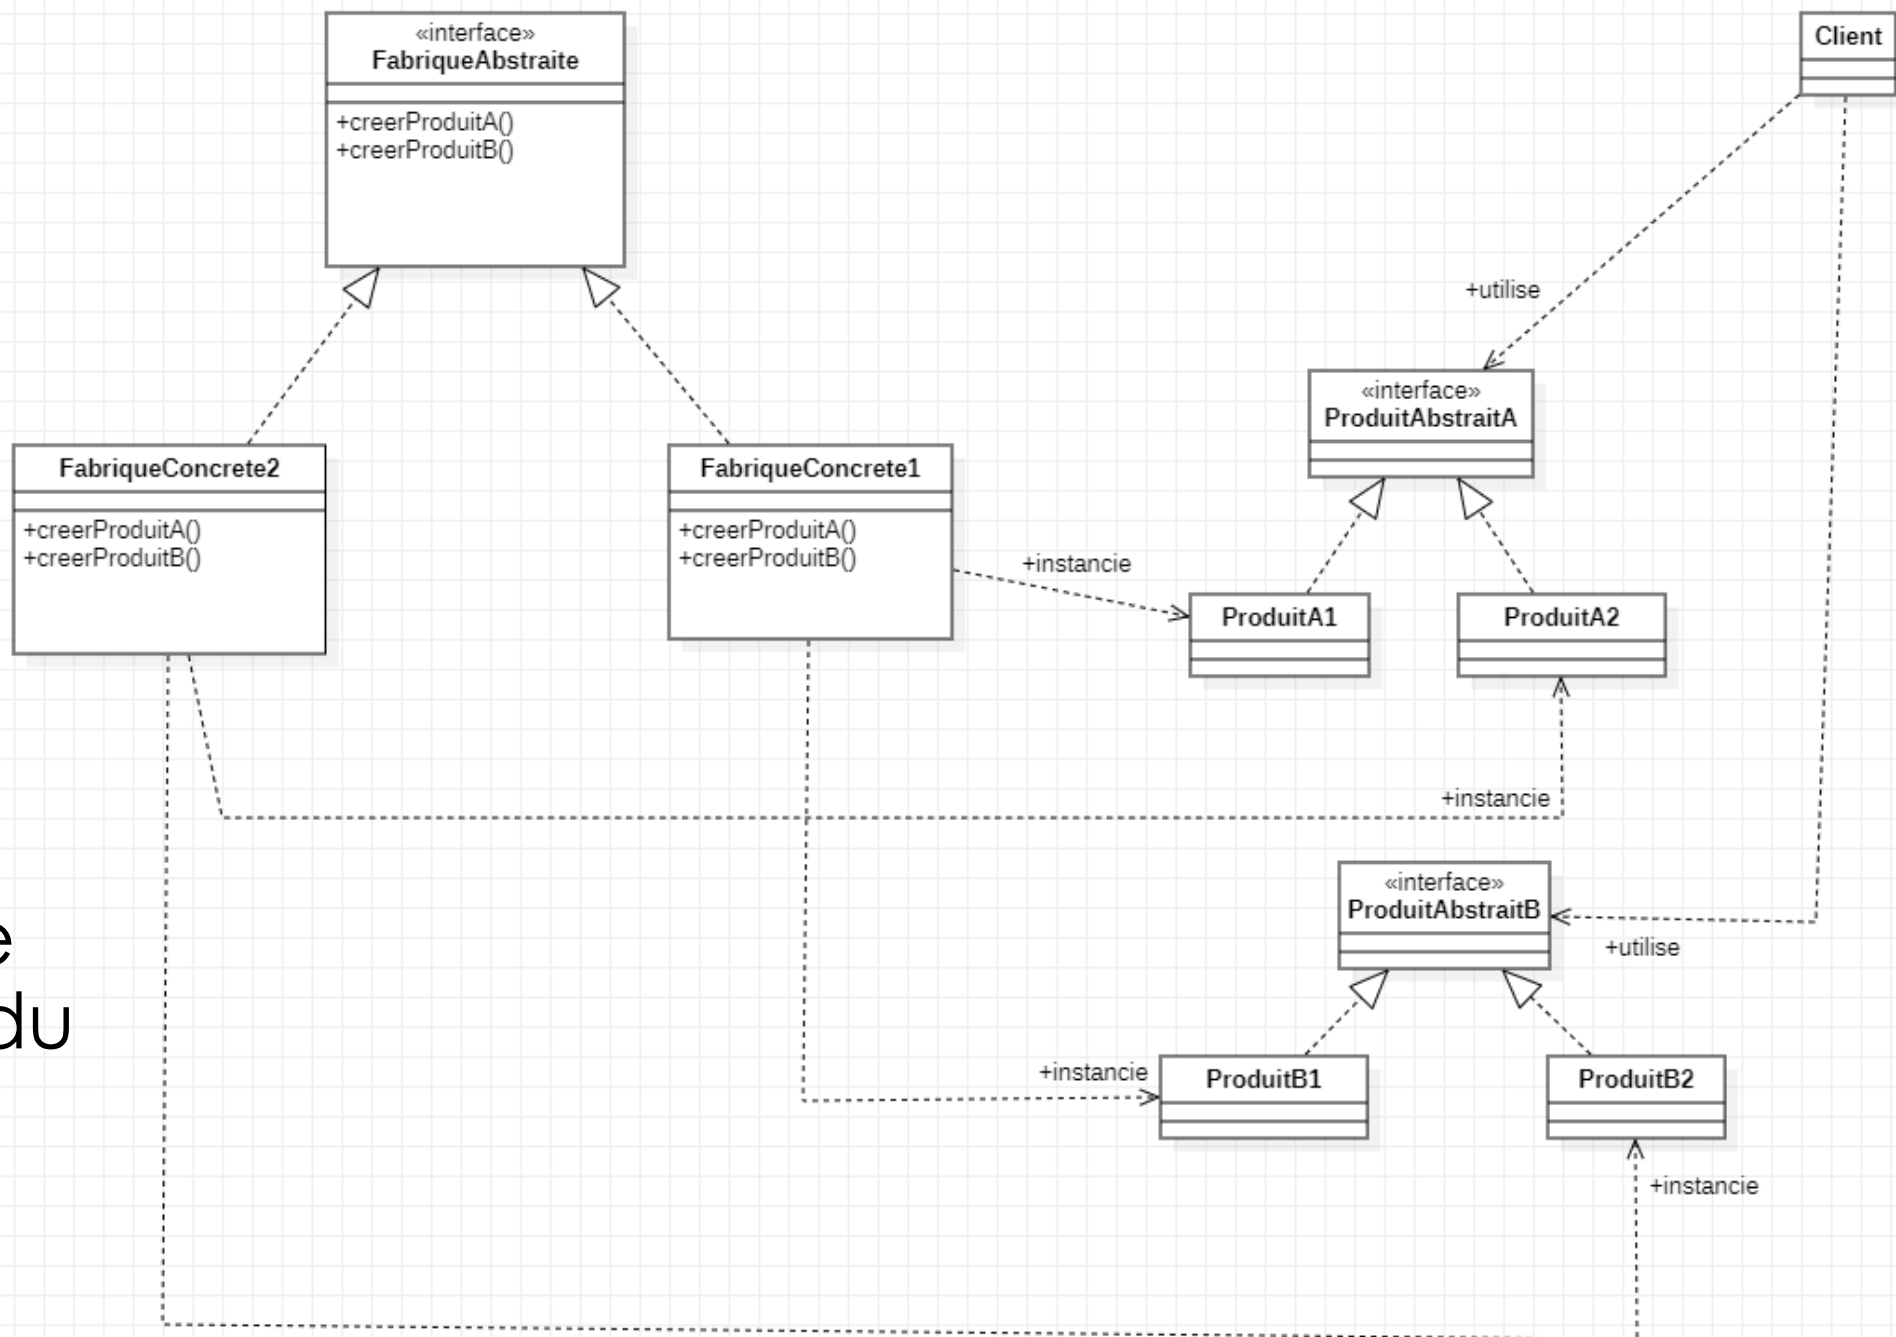 «interface»
FabriqueAbstraite
+creerProduitA()
+creerProduitB()
Client
+utilise
«interface»
ProduitAbstraitA
FabriqueConcrete2
+creerProduitA()
+creerProduitB()
FabriqueConcrete1
+creerProduitA()
+creerProduitB()
+instancie
ProduitA1
ProduitA2
+instancie
«interface»
ProduitAbstraitB
+utilise
e
du
+instancie
ProduitB1
ProduitB2
+instancie